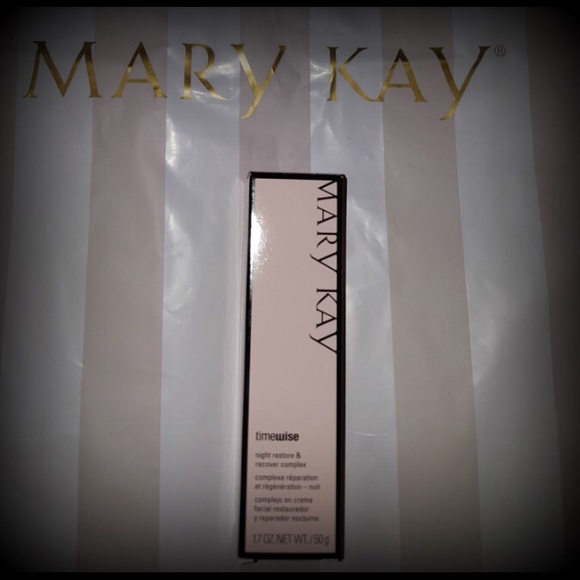 MARY KAY®
MARY KAY
timewise
night restore &
recover complex
complexe réparation
et régénération – nuit
complejo en crema
facial restaurador
y reparador nocturno
1.7 OZ. NET WT. / 50 g